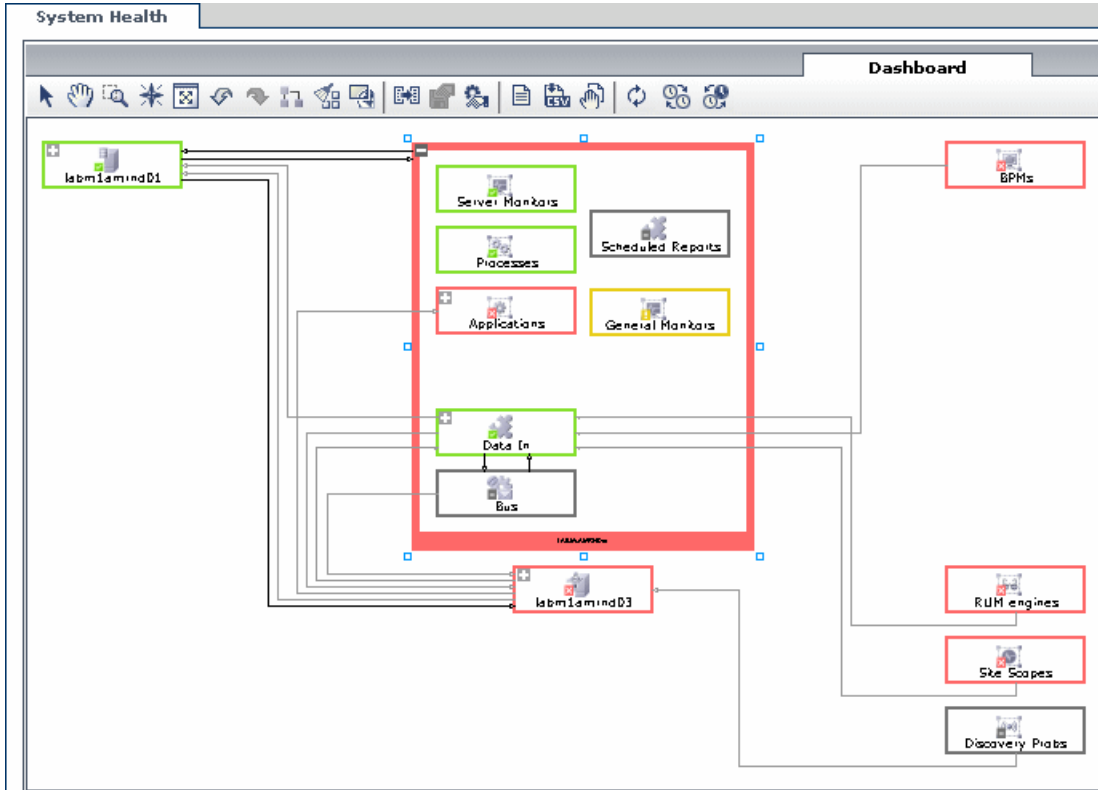 System Health
Dashboard
CSV
labm1amind01
BPMs
Server Monitors
Scheduled Reports
Processes
Applications
General Monitors
Data In
Bus
labm1amind03
RUM engines
Site Scopes
Discovery Probs